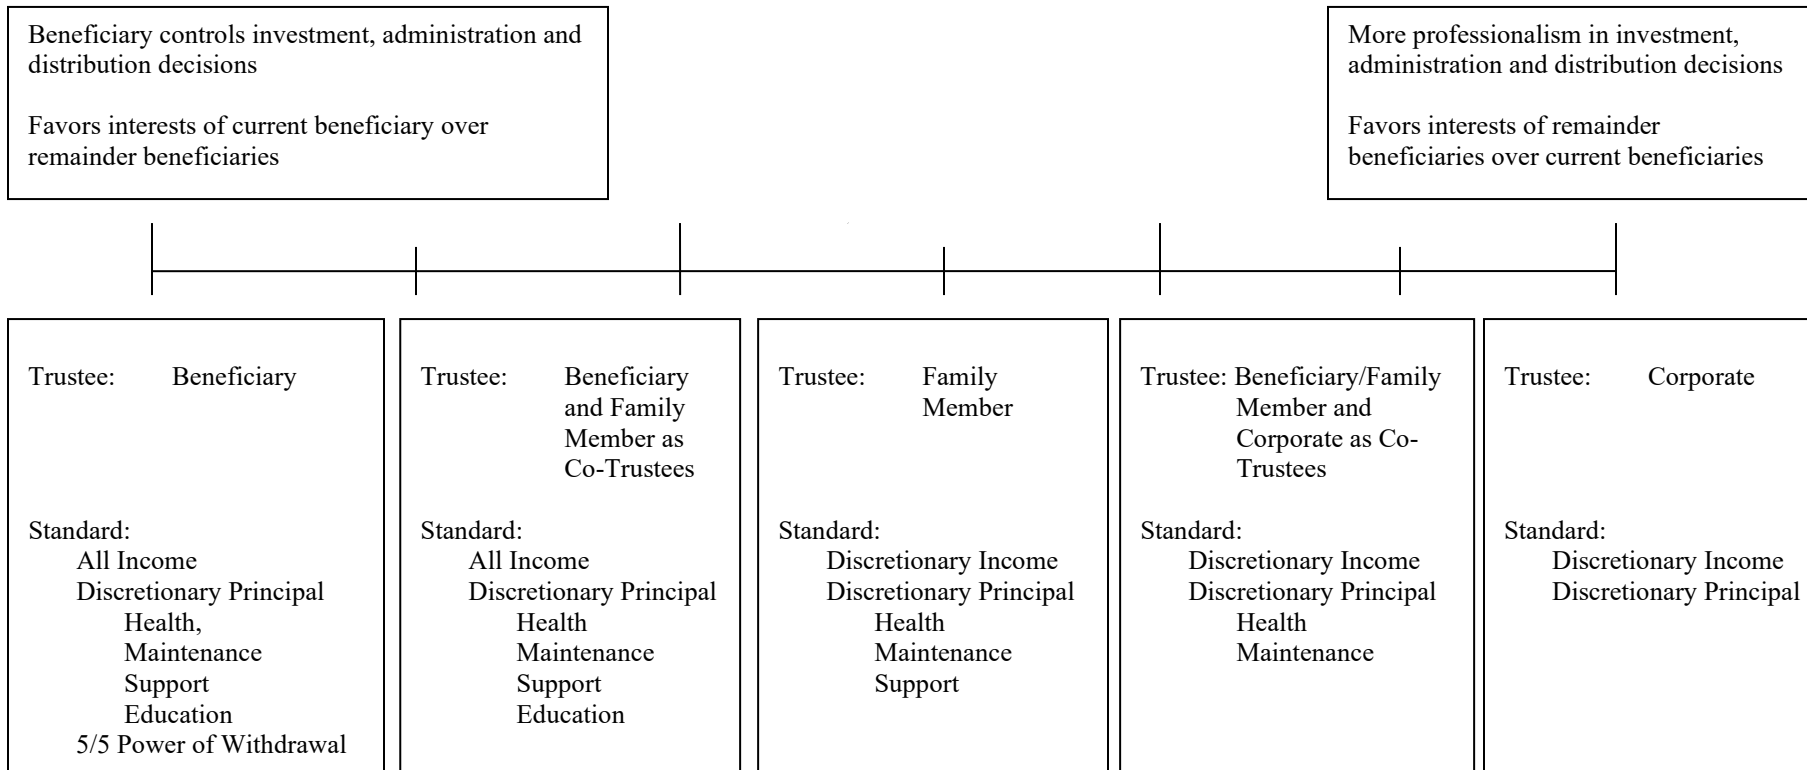 Beneficiary controls investment, administration and
distribution decisions
Favors interests of current beneficiary over
remainder beneficiaries
More professionalism in investment,
administration and distribution decisions
Favors interests of remainder
beneficiaries over current beneficiaries
Trustee: Beneficiary
Standard:
All Income
Discretionary Principal
Health,
Maintenance
Support
Education
5/5 Power of Withdrawal
Trustee: Beneficiary
and Family
Member as
Co-Trustees
Standard:
All Income
Discretionary Principal
Health
Maintenance
Support
Education
Trustee: Family
Member
Standard:
Discretionary Income
Discretionary Principal
Health
Maintenance
Support
Trustee: Beneficiary/Family
Member and
Corporate as Co-
Trustees
Standard:
Discretionary Income
Discretionary Principal
Health
Maintenance
Trustee: Corporate
Standard:
Discretionary Income
Discretionary Principal